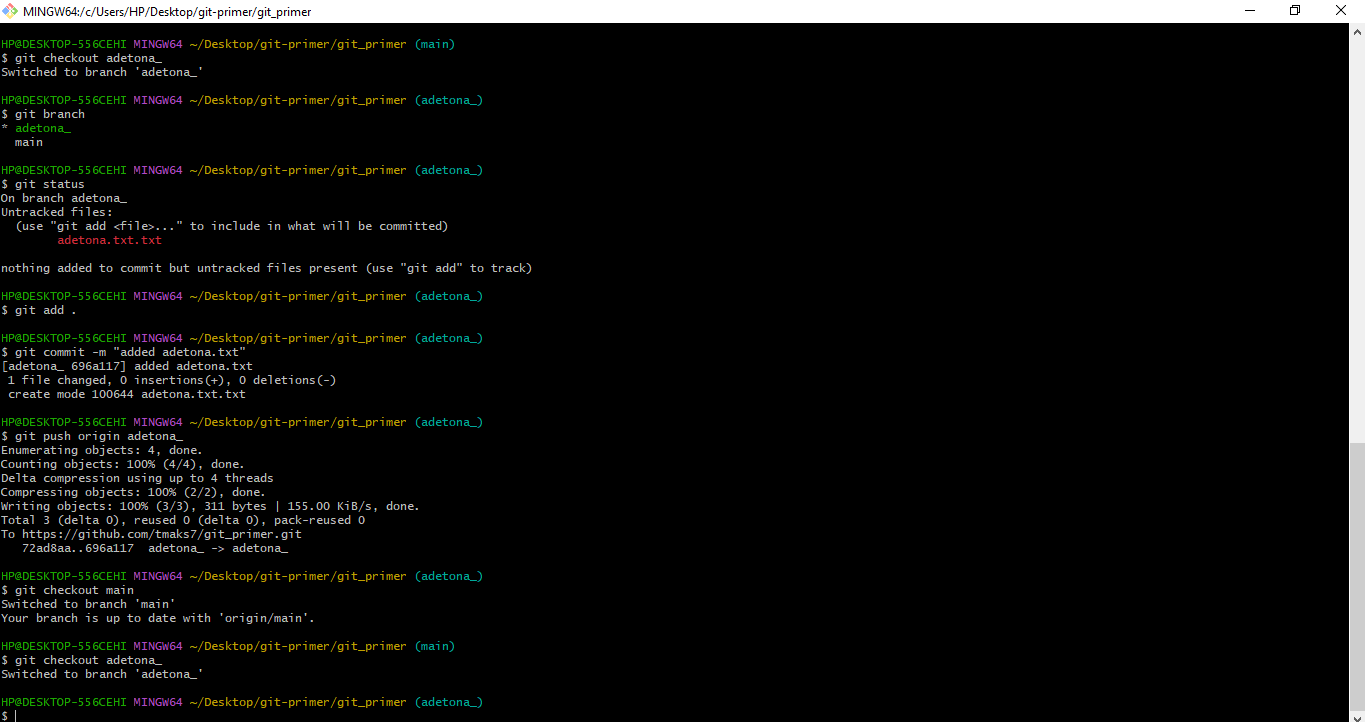 MINGW64:/c/Users/HP/Desktop/git-primer/git_primer
HP@DESKTOP-556CEHI MINGW64 ~/Desktop/git-primer/git_primer (main)
$ git checkout adetona_
Switched to branch 'adetona_'
HP@DESKTOP-556CEHI MINGW64 ~/Desktop/git-primer/git_primer (adetona_)
$ git branch
* adetona_
  main
HP@DESKTOP-556CEHI MINGW64 ~/Desktop/git-primer/git_primer (adetona_)
$ git status
On branch adetona_
Untracked files:
  (use "git add <file>..." to include in what will be committed)
        adetona.txt.txt
nothing added to commit but untracked files present (use "git add" to track)
HP@DESKTOP-556CEHI MINGW64 ~/Desktop/git-primer/git_primer (adetona_)
$ git add .
HP@DESKTOP-556CEHI MINGW64 ~/Desktop/git-primer/git_primer (adetona_)
$ git commit -m "added adetona.txt"
[adetona_ 696a117] added adetona.txt
 1 file changed, 0 insertions(+), 0 deletions(-)
 create mode 100644 adetona.txt.txt
HP@DESKTOP-556CEHI MINGW64 ~/Desktop/git-primer/git_primer (adetona_)
$ git push origin adetona_
Enumerating objects: 4, done.
Counting objects: 100% (4/4), done.
Delta compression using up to 4 threads
Compressing objects: 100% (2/2), done.
Writing objects: 100% (3/3), 311 bytes | 155.00 KiB/s, done.
Total 3 (delta 0), reused 0 (delta 0), pack-reused 0
To https://github.com/tmaks7/git_primer.git
   72ad8aa..696a117  adetona_ -> adetona_
HP@DESKTOP-556CEHI MINGW64 ~/Desktop/git-primer/git_primer (adetona_)
$ git checkout main
Switched to branch 'main'
Your branch is up to date with 'origin/main'.
HP@DESKTOP-556CEHI MINGW64 ~/Desktop/git-primer/git_primer (main)
$ git checkout adetona_
Switched to branch 'adetona_'
HP@DESKTOP-556CEHI MINGW64 ~/Desktop/git-primer/git_primer (adetona_)
$